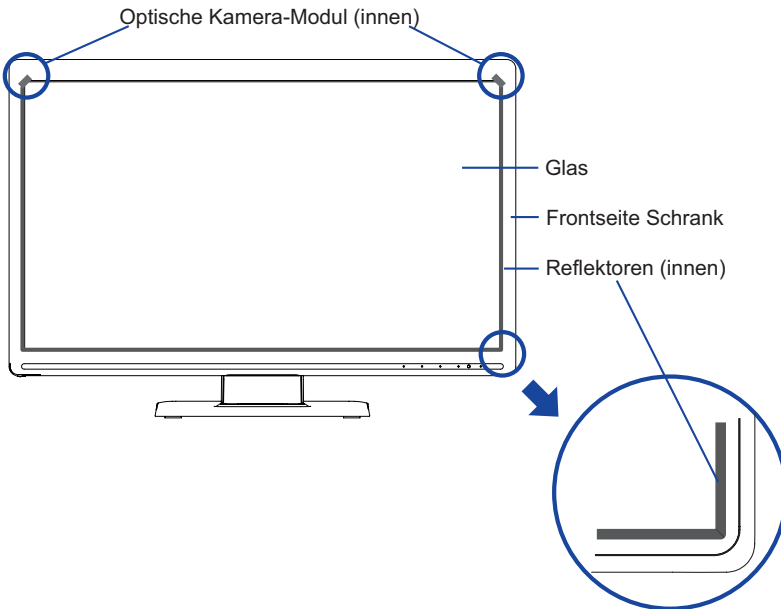 Optische Kamera-Modul (innen)
Glas
Frontseite Schrank
Reflektoren (innen)